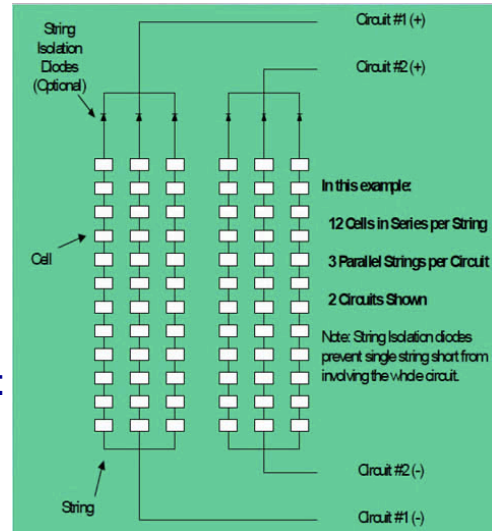 String
Isolation
Diodes
(Optional)
Circuit #1 (+)
Circuit #2 (+)
In this example:
12 Cells in Series per String
Cell
3 Parallel Strings per Circuit
2 Circuits Shown
Note: String Isolation diodes
prevent single string short from
involving the whole circuit.
:
String
Circuit #2 (-)
Circuit #1 (-)